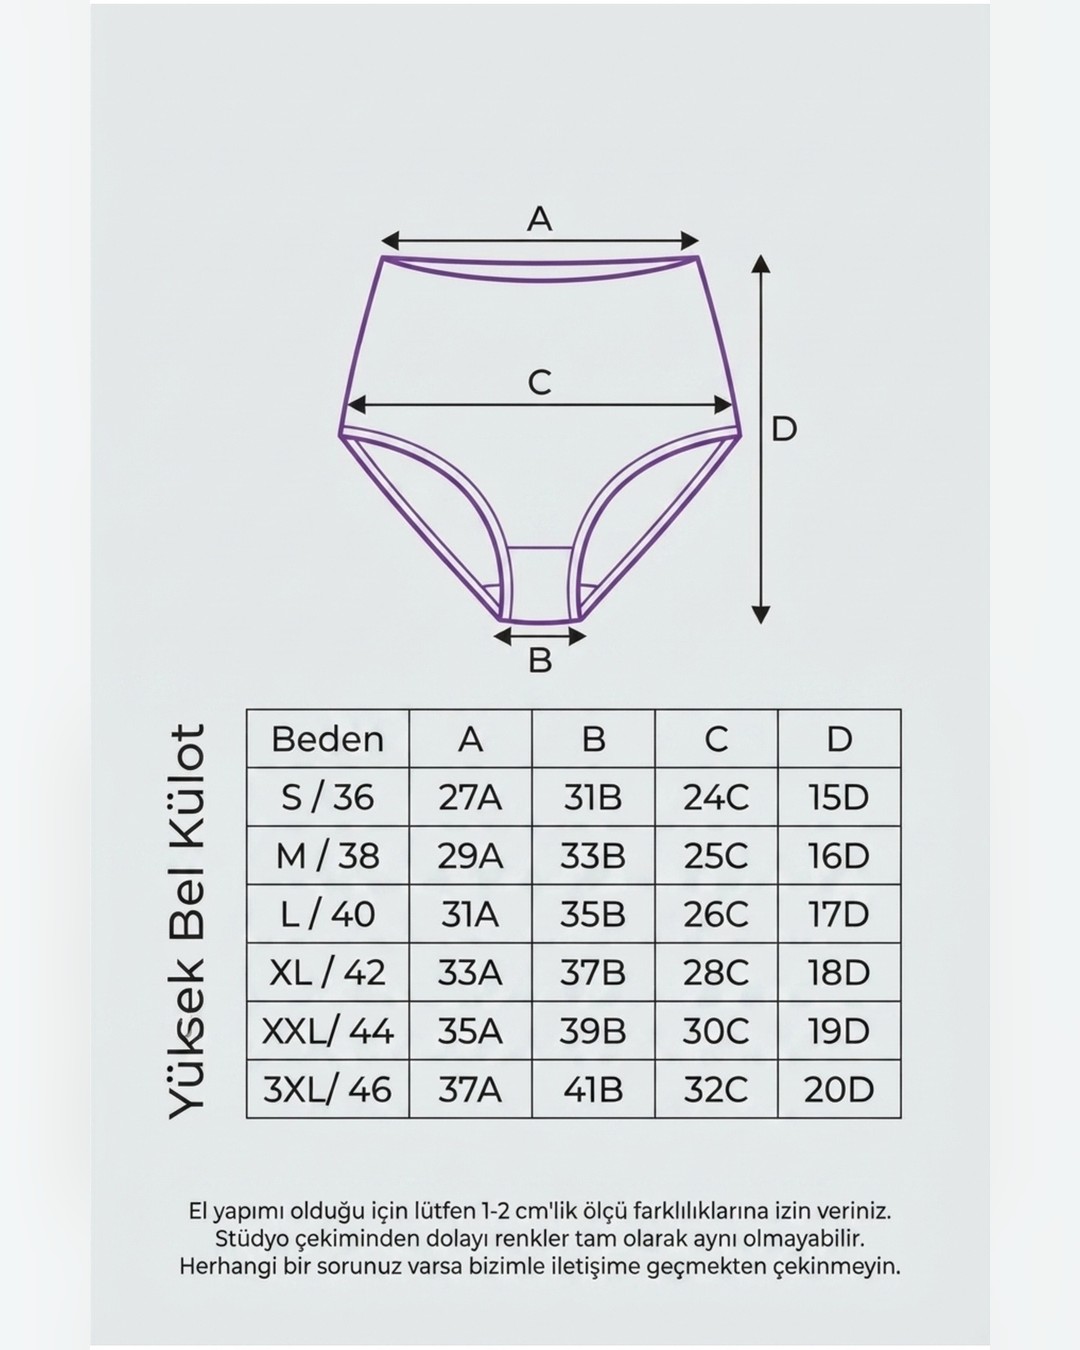 A
C
D
B
Yüksek Bel Külot
Beden A B C D
S / 36 27A 31B 24C 15D
M / 38 29A 33B 25C 16D
L / 40 31A 35B 26C 17D
XL / 42 33A 37B 28C 18D
XXL/ 44 35A 39B 30C 19D
3XL/ 46 37A 41B 32C 20D
El yapımı olduğu için lütfen 1-2 cm'lik ölçü farklılıklarına izin veriniz.
Stüdyo çekiminden dolayı renkler tam olarak aynı olmayabilir.
Herhangi bir sorunuz varsa bizimle iletişime geçmekten çekinmeyin.